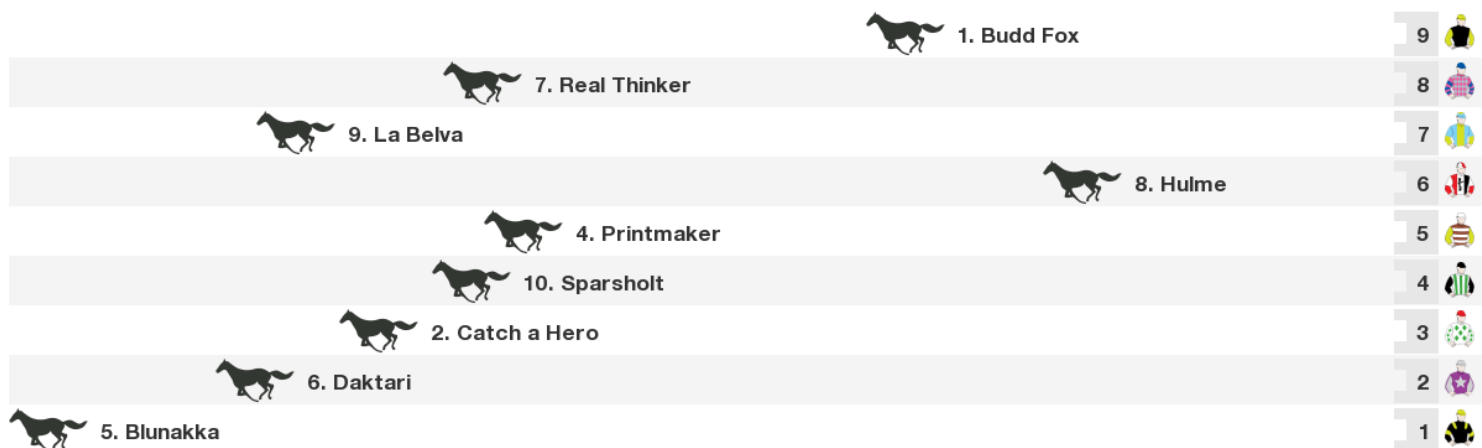 1. Budd Fox 9
7. Real Thinker 8
9. La Belva 7
8. Hulme 6
4. Printmaker 5
10. Sparsholt 4
2. Catch a Hero 3
6. Daktari 2
5. Blunakka 1